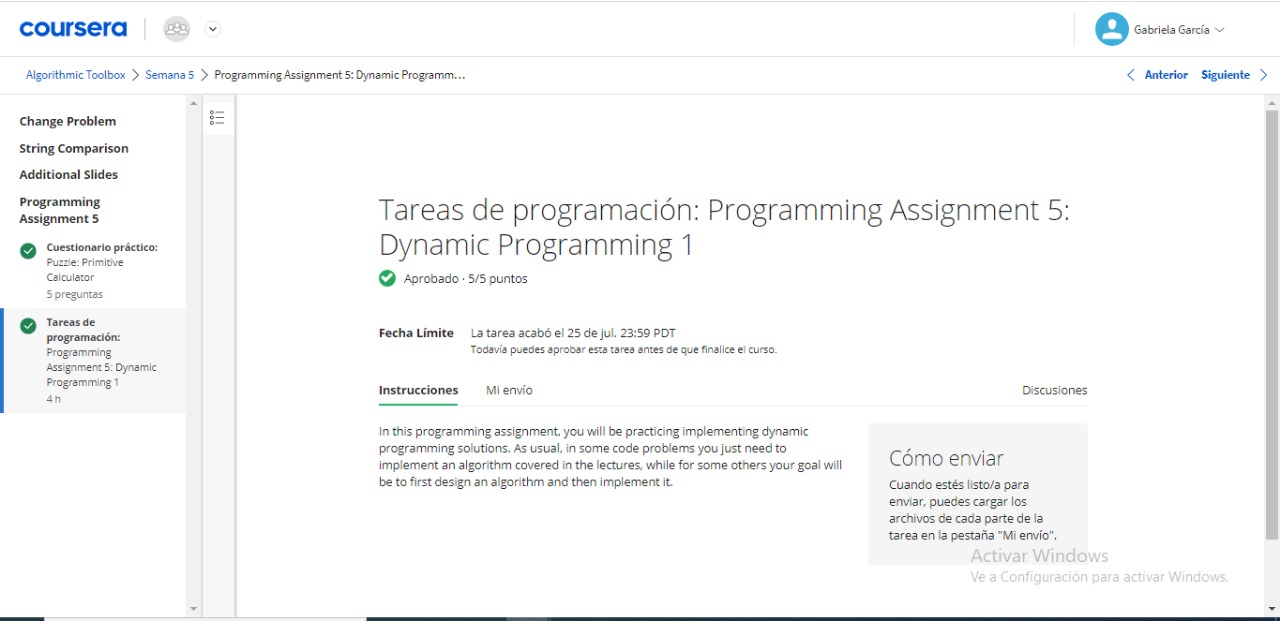 coursera
Gabriela García
Algorithmic Toolbox
Semana 5
Programming Assignment 5: Dynamic Programm...
Anterior
Siguiente
Change Problem
String Comparison
Additional Slides
Programming
Assignment 5
Cuestionario práctico:
Puzzle: Primitive
Calculator
5 preguntas
Tareas de
programación:
Programming
Assignment 5: Dynamic
Programming 1
4 h
Tareas de programación: Programming Assignment 5:
Dynamic Programming 1
Aprobado · 5/5 puntos
Fecha Límite
La tarea acabó el 25 de jul. 23:59 PDT
Todavía puedes aprobar esta tarea antes de que finalice el curso.
Instrucciones
Mi envío
Discusiones
In this programming assignment, you will be practicing implementing dynamic
programming solutions. As usual, in some code problems you just need to
implement an algorithm covered in the lectures, while for some others your goal will
be to first design an algorithm and then implement it.
Cómo enviar
Cuando estés listo/a para
enviar, puedes cargar los
archivos de cada parte de la
tarea en la pestaña "Mi envío".
Activar Windows
Ve a Configuración para activar Windows.